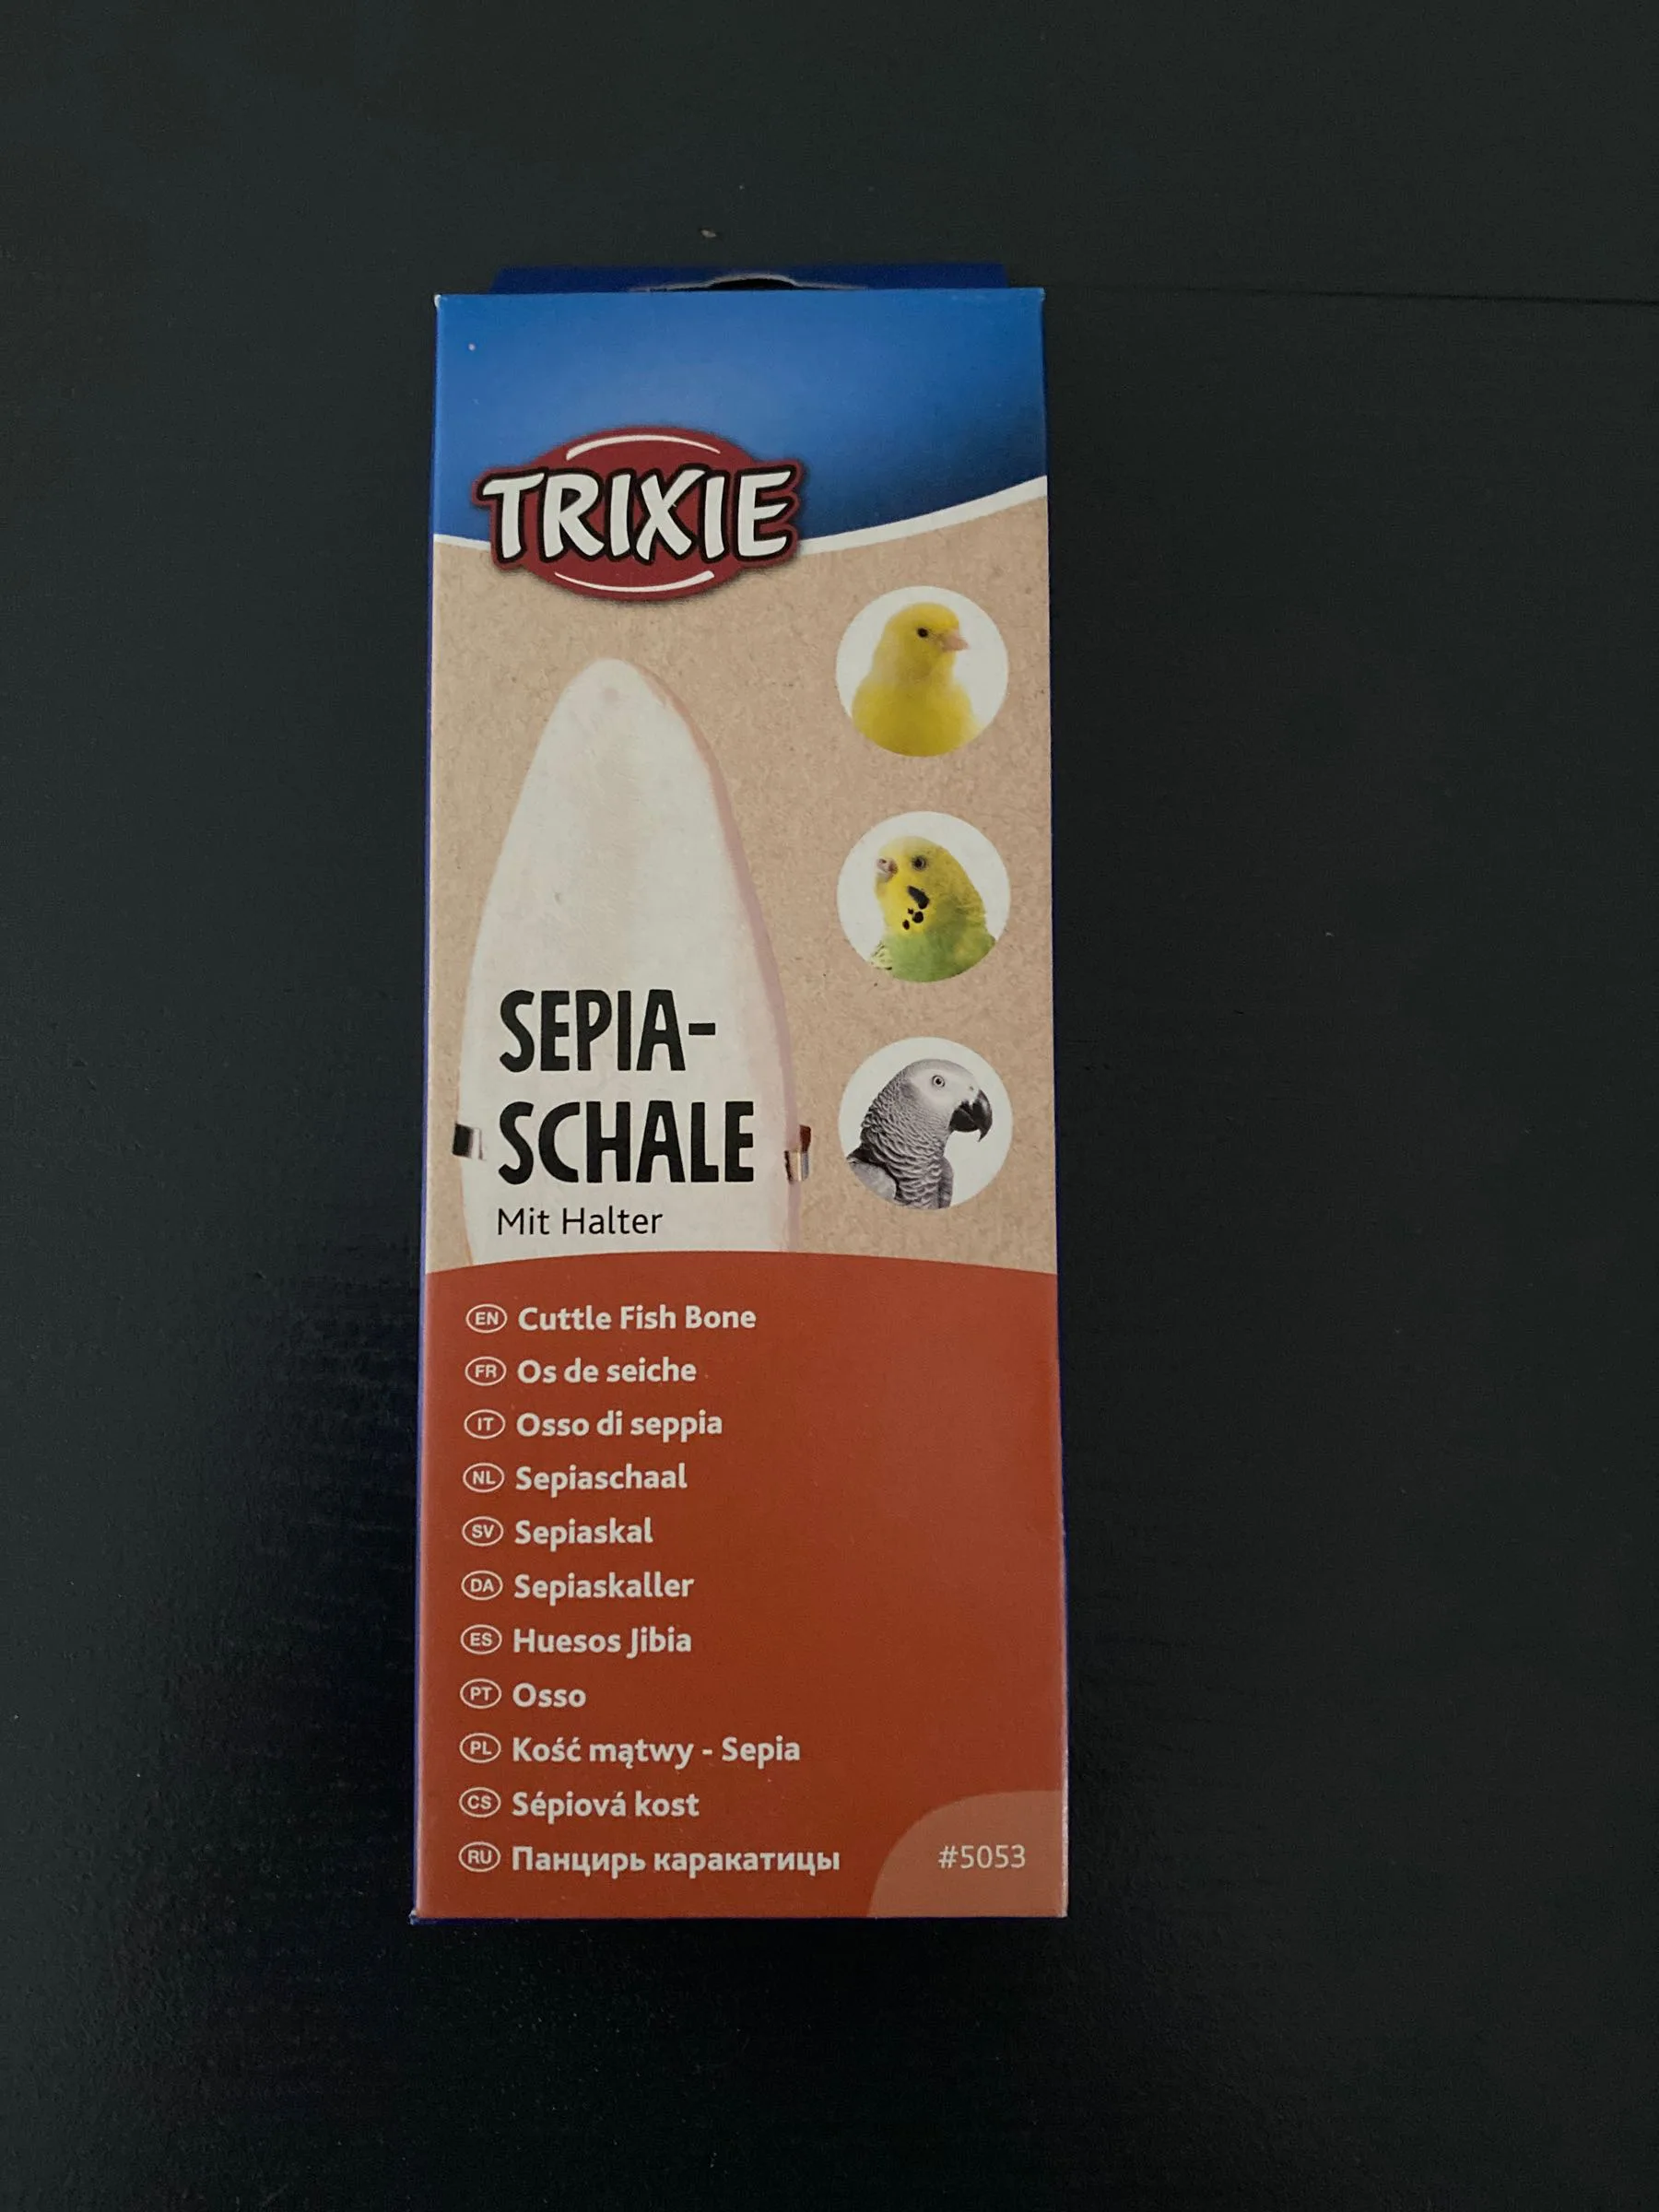 TRIXIE
SEPIA-
SCHALE
Mit Halter
EN Cuttle Fish Bone
FR Os de seiche
IT Osso di seppia
NL Sepiaschaal
SV Sepiaskal
DA Sepiaskaller
ES Huesos Jibia
PT Osso
PL Kość mątwy - Sepia
CS Sépiová kost
RU Панцирь каракатицы
#5053